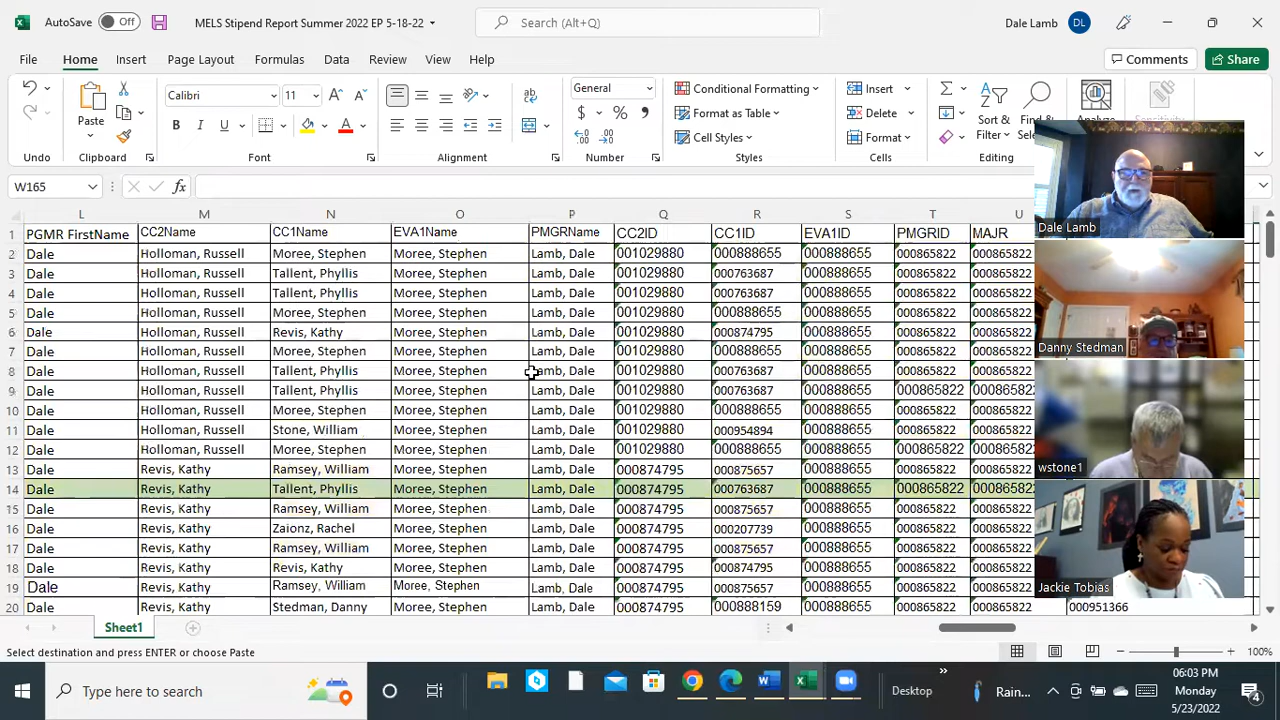 AutoSave Off MELS Stipend Report Summer 2022 EP 5-18-22 Search (Alt+Q) Dale Lamb DL
File Home Insert Page Layout Formulas Data Review View Help Comments Share
Calibri 11 General Conditional Formatting Insert
Paste Format as Table Delete Sort & Find & Analyze
B I U A $ % Cell Styles Format Filter
Undo Clipboard Font Alignment Number Styles Cells Editing
W165 fx
L M N O P Q R S T U
1 PGMR FirstName CC2Name CC1Name EVA1Name PMGRName CC2ID CC1ID EVA1ID PMGRID MAJR
2 Dale Holloman, Russell Moree, Stephen Moree, Stephen Lamb, Dale 001029880 000888655 000888655 000865822 000865822
3 Dale Holloman, Russell Tallent, Phyllis Moree, Stephen Lamb, Dale 001029880 000763687 000888655 000865822 000865822
4 Dale Holloman, Russell Tallent, Phyllis Moree, Stephen Lamb, Dale 001029880 000763687 000888655 000865822 000865822
5 Dale Holloman, Russell Moree, Stephen Moree, Stephen Lamb, Dale 001029880 000888655 000888655 000865822 000865822
6 Dale Holloman, Russell Revis, Kathy Moree, Stephen Lamb, Dale 001029880 000874795 000888655 000865822 000865822
7 Dale Holloman, Russell Moree, Stephen Moree, Stephen Lamb, Dale 001029880 000888655 000888655 000865822 000865822
8 Dale Holloman, Russell Tallent, Phyllis Moree, Stephen Lamb, Dale 001029880 000763687 000888655 000865822 000865822
9 Dale Holloman, Russell Tallent, Phyllis Moree, Stephen Lamb, Dale 001029880 000763687 000888655 000865822 000865822
10 Dale Holloman, Russell Moree, Stephen Moree, Stephen Lamb, Dale 001029880 000888655 000888655 000865822 000865822
11 Dale Holloman, Russell Stone, William Moree, Stephen Lamb, Dale 001029880 000954894 000888655 000865822 000865822
12 Dale Holloman, Russell Moree, Stephen Moree, Stephen Lamb, Dale 001029880 000888655 000888655 000865822 000865822
13 Dale Revis, Kathy Ramsey, William Moree, Stephen Lamb, Dale 000874795 000875657 000888655 000865822 000865822
14 Dale Revis, Kathy Tallent, Phyllis Moree, Stephen Lamb, Dale 000874795 000763687 000888655 000865822 000865822
15 Dale Revis, Kathy Ramsey, William Moree, Stephen Lamb, Dale 000874795 000875657 000888655 000865822 000865822
16 Dale Revis, Kathy Zaionz, Rachel Moree, Stephen Lamb, Dale 000874795 000207739 000888655 000865822 000865822
17 Dale Revis, Kathy Ramsey, William Moree, Stephen Lamb, Dale 000874795 000875657 000888655 000865822 000865822
18 Dale Revis, Kathy Revis, Kathy Moree, Stephen Lamb, Dale 000874795 000874795 000888655 000865822 000865822
19 Dale Revis, Kathy Ramsey, William Moree, Stephen Lamb, Dale 000874795 000875657 000888655 000865822 000865822
20 Dale Revis, Kathy Stedman, Danny Moree, Stephen Lamb, Dale 000874795 000888159 000888655 000865822 000865822 000951366
Dale Lamb
Danny Stedman
wstone1
Jackie Tobias
Sheet1
Select destination and press ENTER or choose Paste 100%
Type here to search Desktop Rain... 06:03 PM
Monday
5/23/2022 4